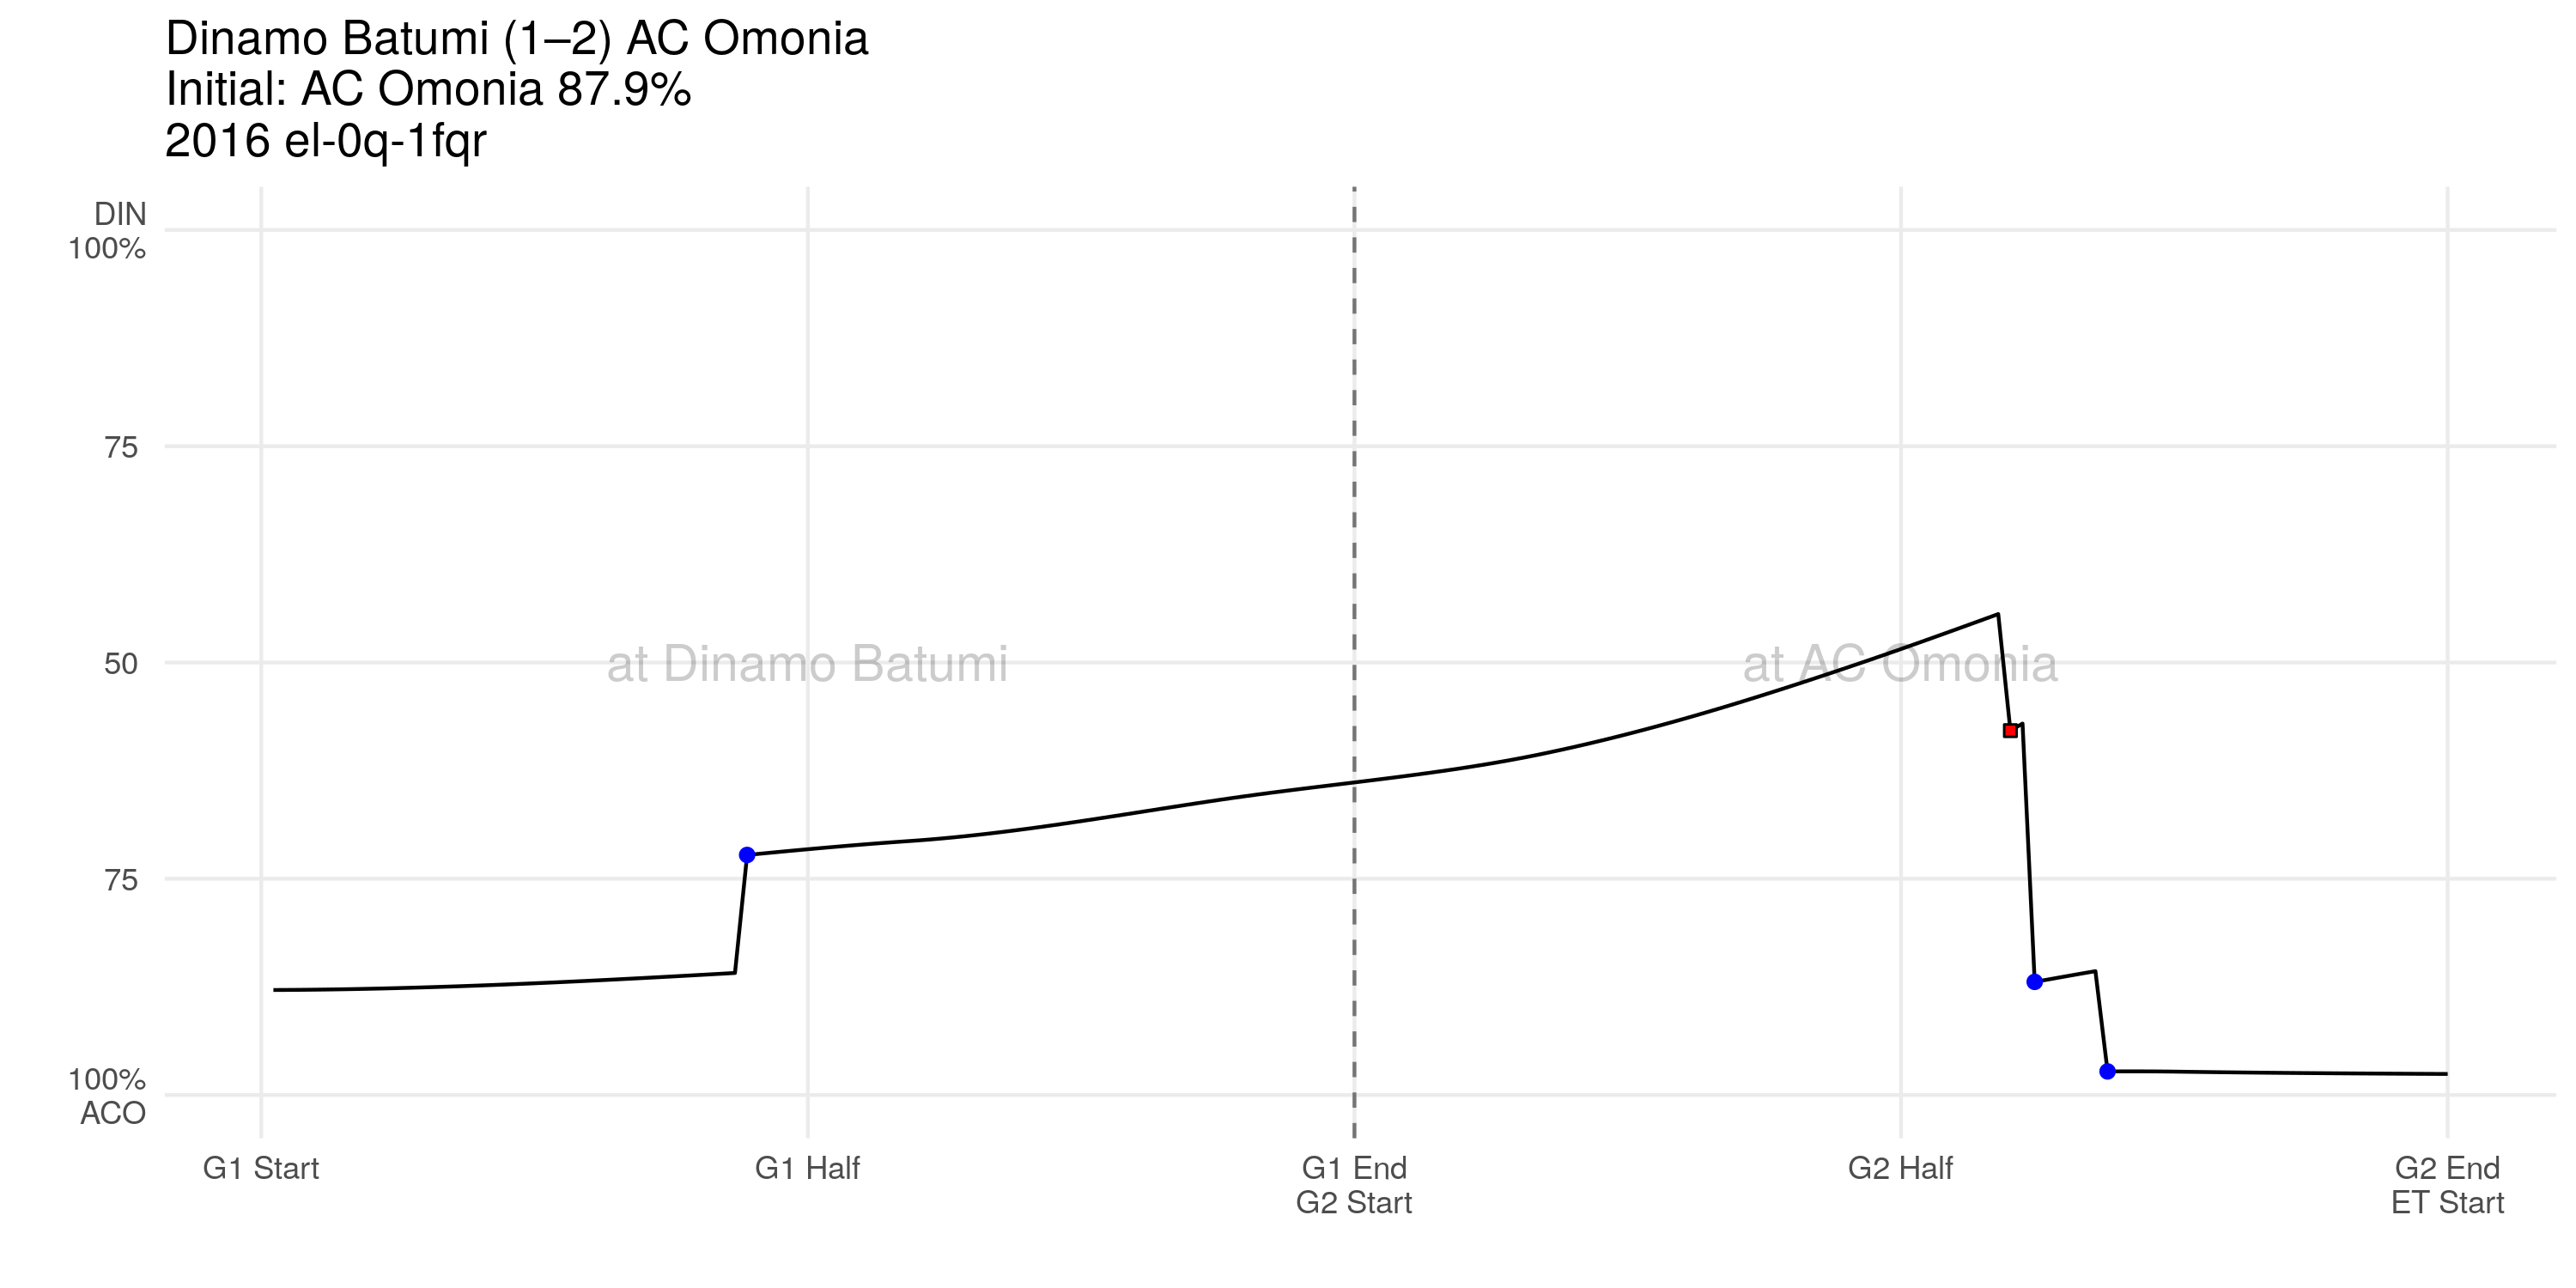 Dinamo Batumi (1–2) AC Omonia
Initial: AC Omonia 87.9%
2016 el-0q-1fqr
DIN
100%
75
50
75
100%
ACO
at Dinamo Batumi
at AC Omonia
G1 Start
G1 Half
G1 End
G2 Start
G2 Half
G2 End
ET Start